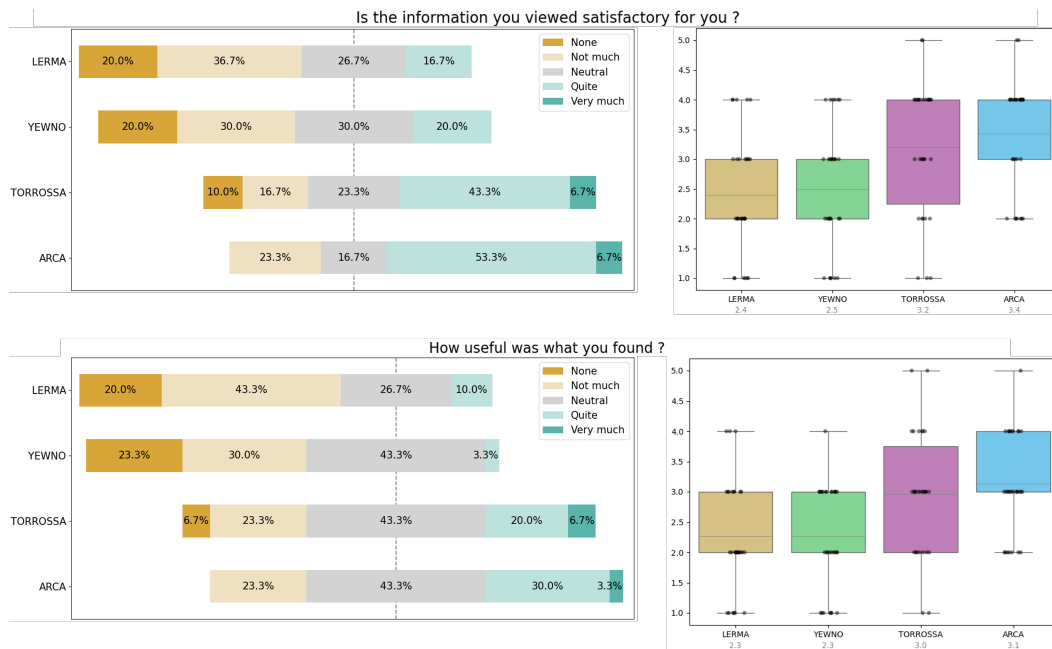 Is the information you viewed satisfactory for you ?
None
Not much
Neutral
Quite
Very much
LERMA
20.0% 36.7% 26.7% 16.7%
YEWNO
20.0% 30.0% 30.0% 20.0%
TORROSSA
10.0% 16.7% 23.3% 43.3% 6.7%
ARCA
23.3% 16.7% 53.3% 6.7%
5.0
4.5
4.0
3.5
3.0
2.5
2.0
1.5
1.0
LERMA YEWNO TORROSSA ARCA
2.4 2.5 3.2 3.4
How useful was what you found ?
None
Not much
Neutral
Quite
Very much
LERMA
20.0% 43.3% 26.7% 10.0%
YEWNO
23.3% 30.0% 43.3% 3.3%
TORROSSA
6.7% 23.3% 43.3% 20.0% 6.7%
ARCA
23.3% 43.3% 30.0% 3.3%
5.0
4.5
4.0
3.5
3.0
2.5
2.0
1.5
1.0
LERMA YEWNO TORROSSA ARCA
2.3 2.3 3.0 3.1